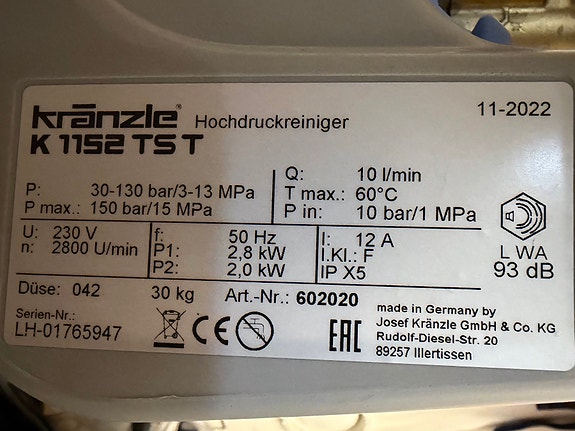 kränzle® Hochdruckreiniger 11-2022
K 1152 TS T
P: 30-130 bar/3-13 MPa
P max.: 150 bar/15 MPa
Q: 10 l/min
T max.: 60°C
P in: 10 bar/1 MPa
U: 230 V
n: 2800 U/min
f: 50 Hz
P1: 2,8 kW
P2: 2,0 kW
I: 12 A
I.Kl.: F
IP X5
L WA
93 dB
Düse: 042 30 kg Art.-Nr.: 602020
Serien-Nr.:
LH-01765947
CE
EAC
made in Germany by
Josef Kränzle GmbH & Co. KG
Rudolf-Diesel-Str. 20
89257 Illertissen